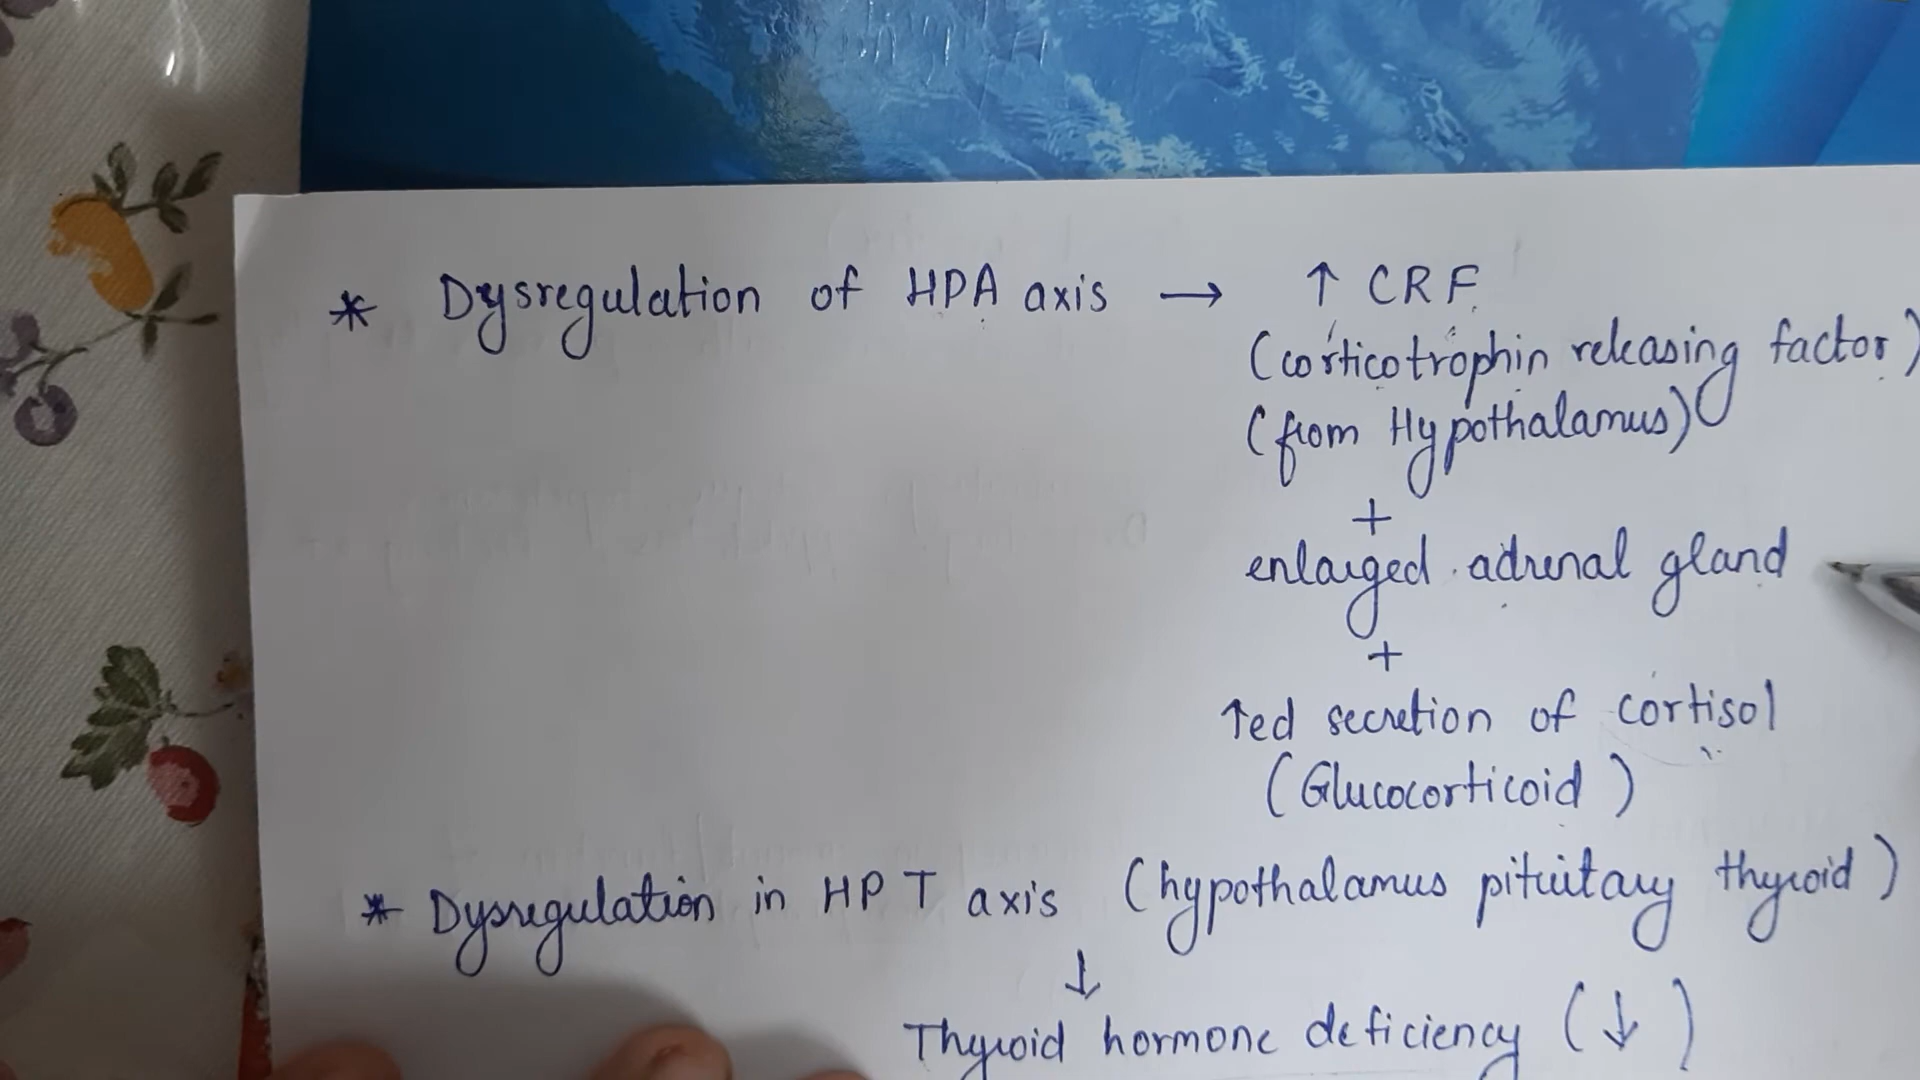 * Dysregulation of HPA axis → ↑ CRF
(corticotrophin releasing factor)
(from Hypothalamus)
+
enlarged adrenal gland
+
↑ed secretion of cortisol
(Glucocorticoid)
* Dysregulation in HPT axis (hypothalamus pituitary thyroid)
↓
Thyroid hormone deficiency (↓)